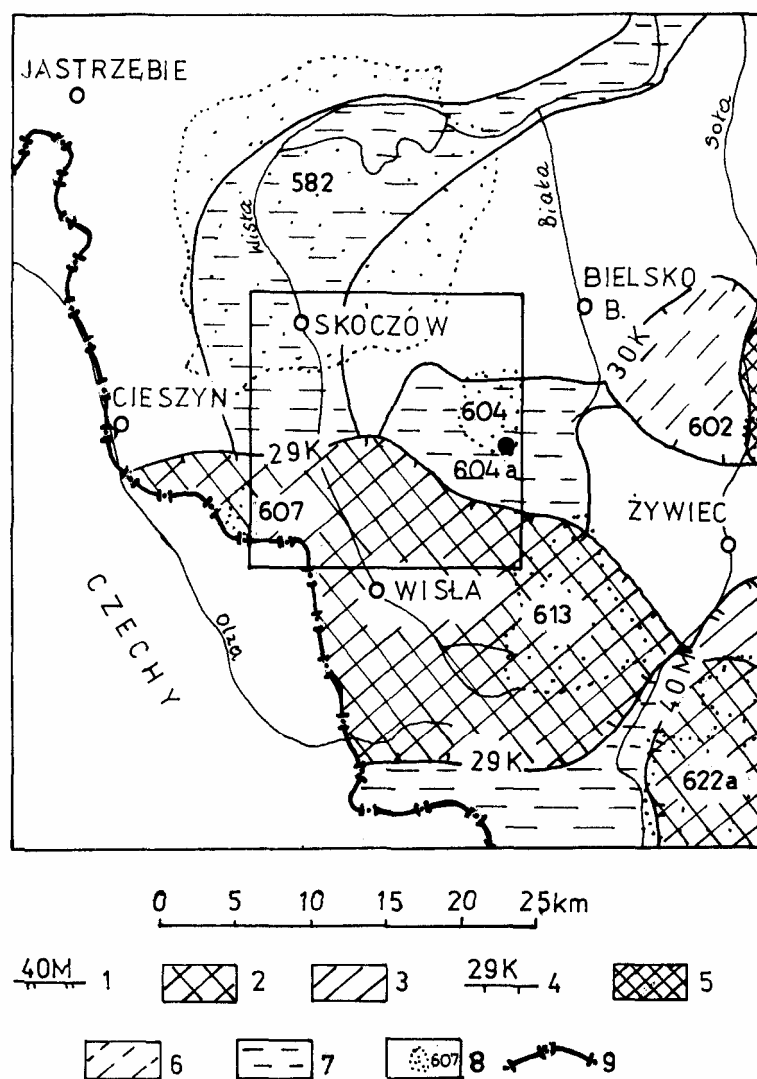 JASTRZĘBIE
Soła
582
Biała
Wisła
BIELSKO
B.
SKOCZÓW
30K
CIESZYN
604
602
29K
604a
607
ŻYWIEC
WISŁA
CZECHY
Olza
613
40M
29K
622a
0 5 10 15 20 25km
40M 1 2 3 29K 4 5
6 7 607 8 9